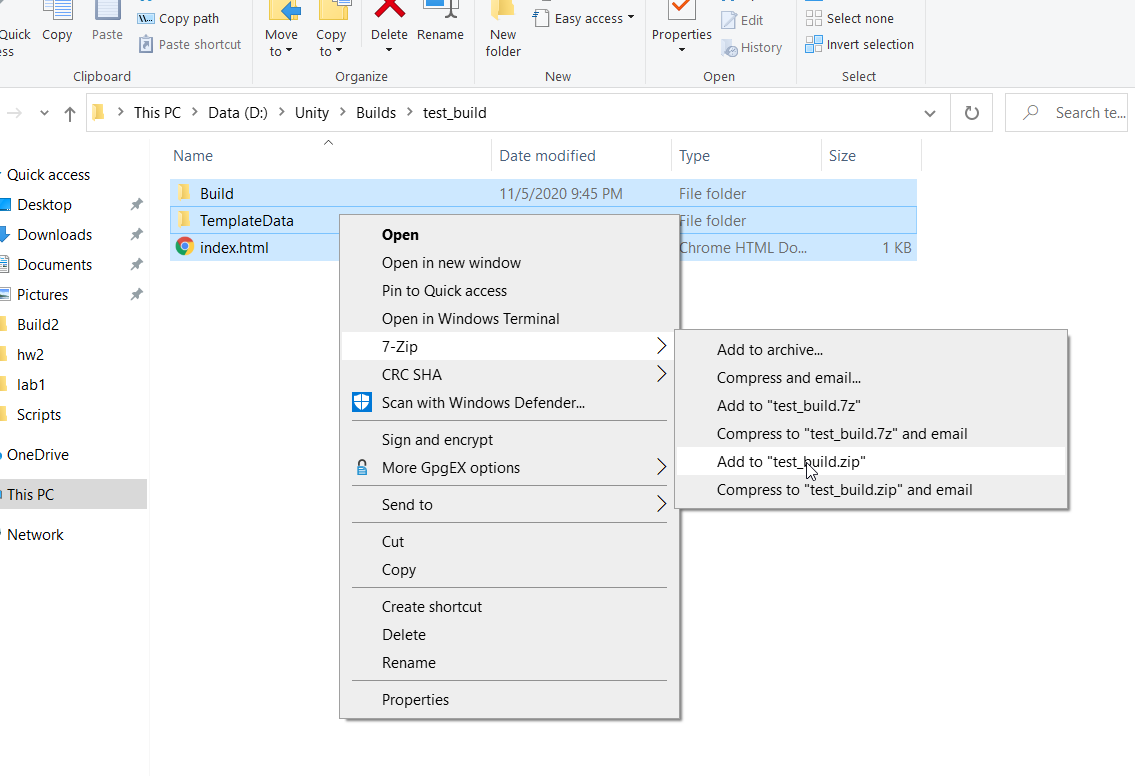 Quick
ess
Copy
Paste
Copy path
Paste shortcut
Clipboard
Move
to
Copy
to
Delete
Rename
Organize
New
folder
Easy access
New
Properties
Edit
History
Open
Select none
Invert selection
Select
This PC > Data (D:) > Unity > Builds > test_build
Search te...
Name
Date modified
Type
Size
Quick access
Desktop
Downloads
Documents
Pictures
Build2
hw2
lab1
Scripts
OneDrive
This PC
Network
Build 11/5/2020 9:45 PM File folder
TemplateData File folder
index.html Chrome HTML Do... 1 KB
Open
Open in new window
Pin to Quick access
Open in Windows Terminal
7-Zip
CRC SHA
Scan with Windows Defender...
Sign and encrypt
More GpgEX options
Send to
Cut
Copy
Create shortcut
Delete
Rename
Properties
Add to archive...
Compress and email...
Add to "test_build.7z"
Compress to "test_build.7z" and email
Add to "test_build.zip"
Compress to "test_build.zip" and email